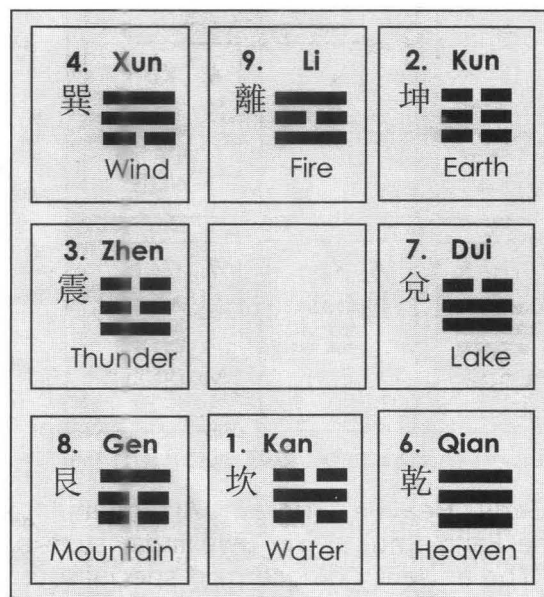 4. Xun
巽
Wind
9. Li
離
Fire
2. Kun
坤
Earth
3. Zhen
震
Thunder
7. Dui
兌
Lake
8. Gen
艮
Mountain
1. Kan
坎
Water
6. Qian
乾
Heaven